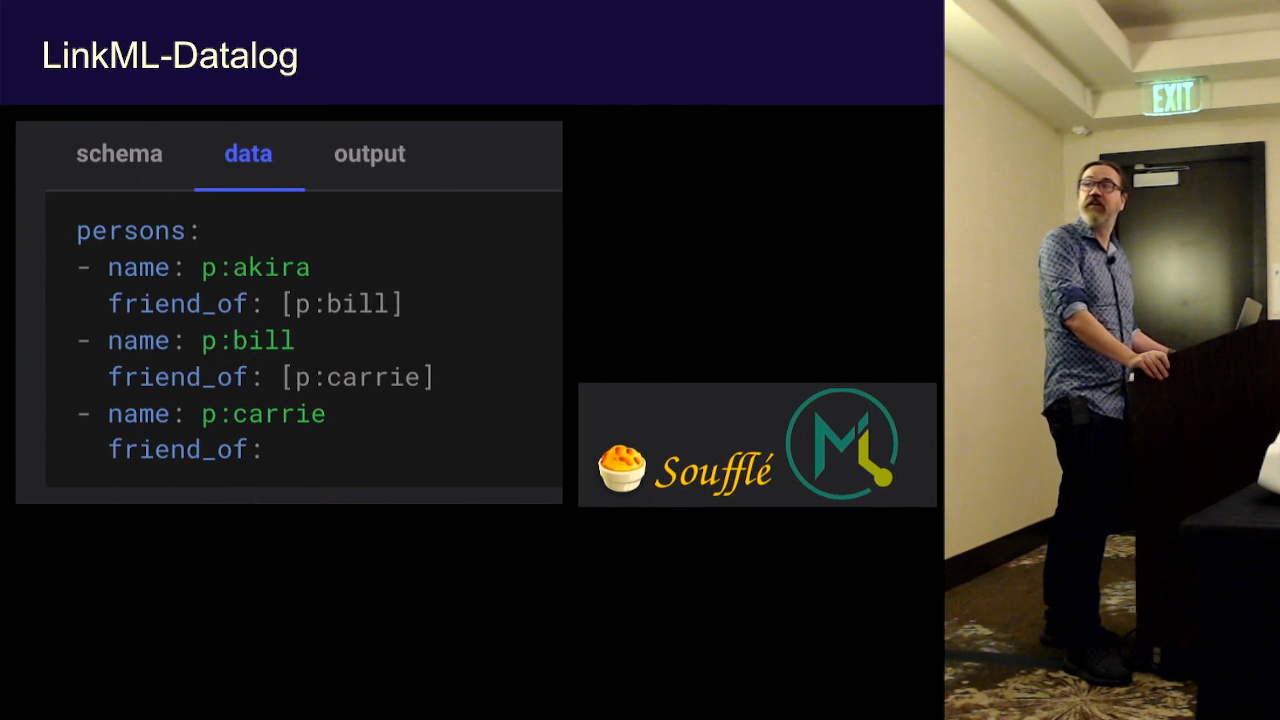 LinkML-Datalog
schema data output
persons:
- name: p:akira
  friend_of: [p:bill]
- name: p:bill
  friend_of: [p:carrie]
- name: p:carrie
  friend_of:
Soufflé
ML
EXIT